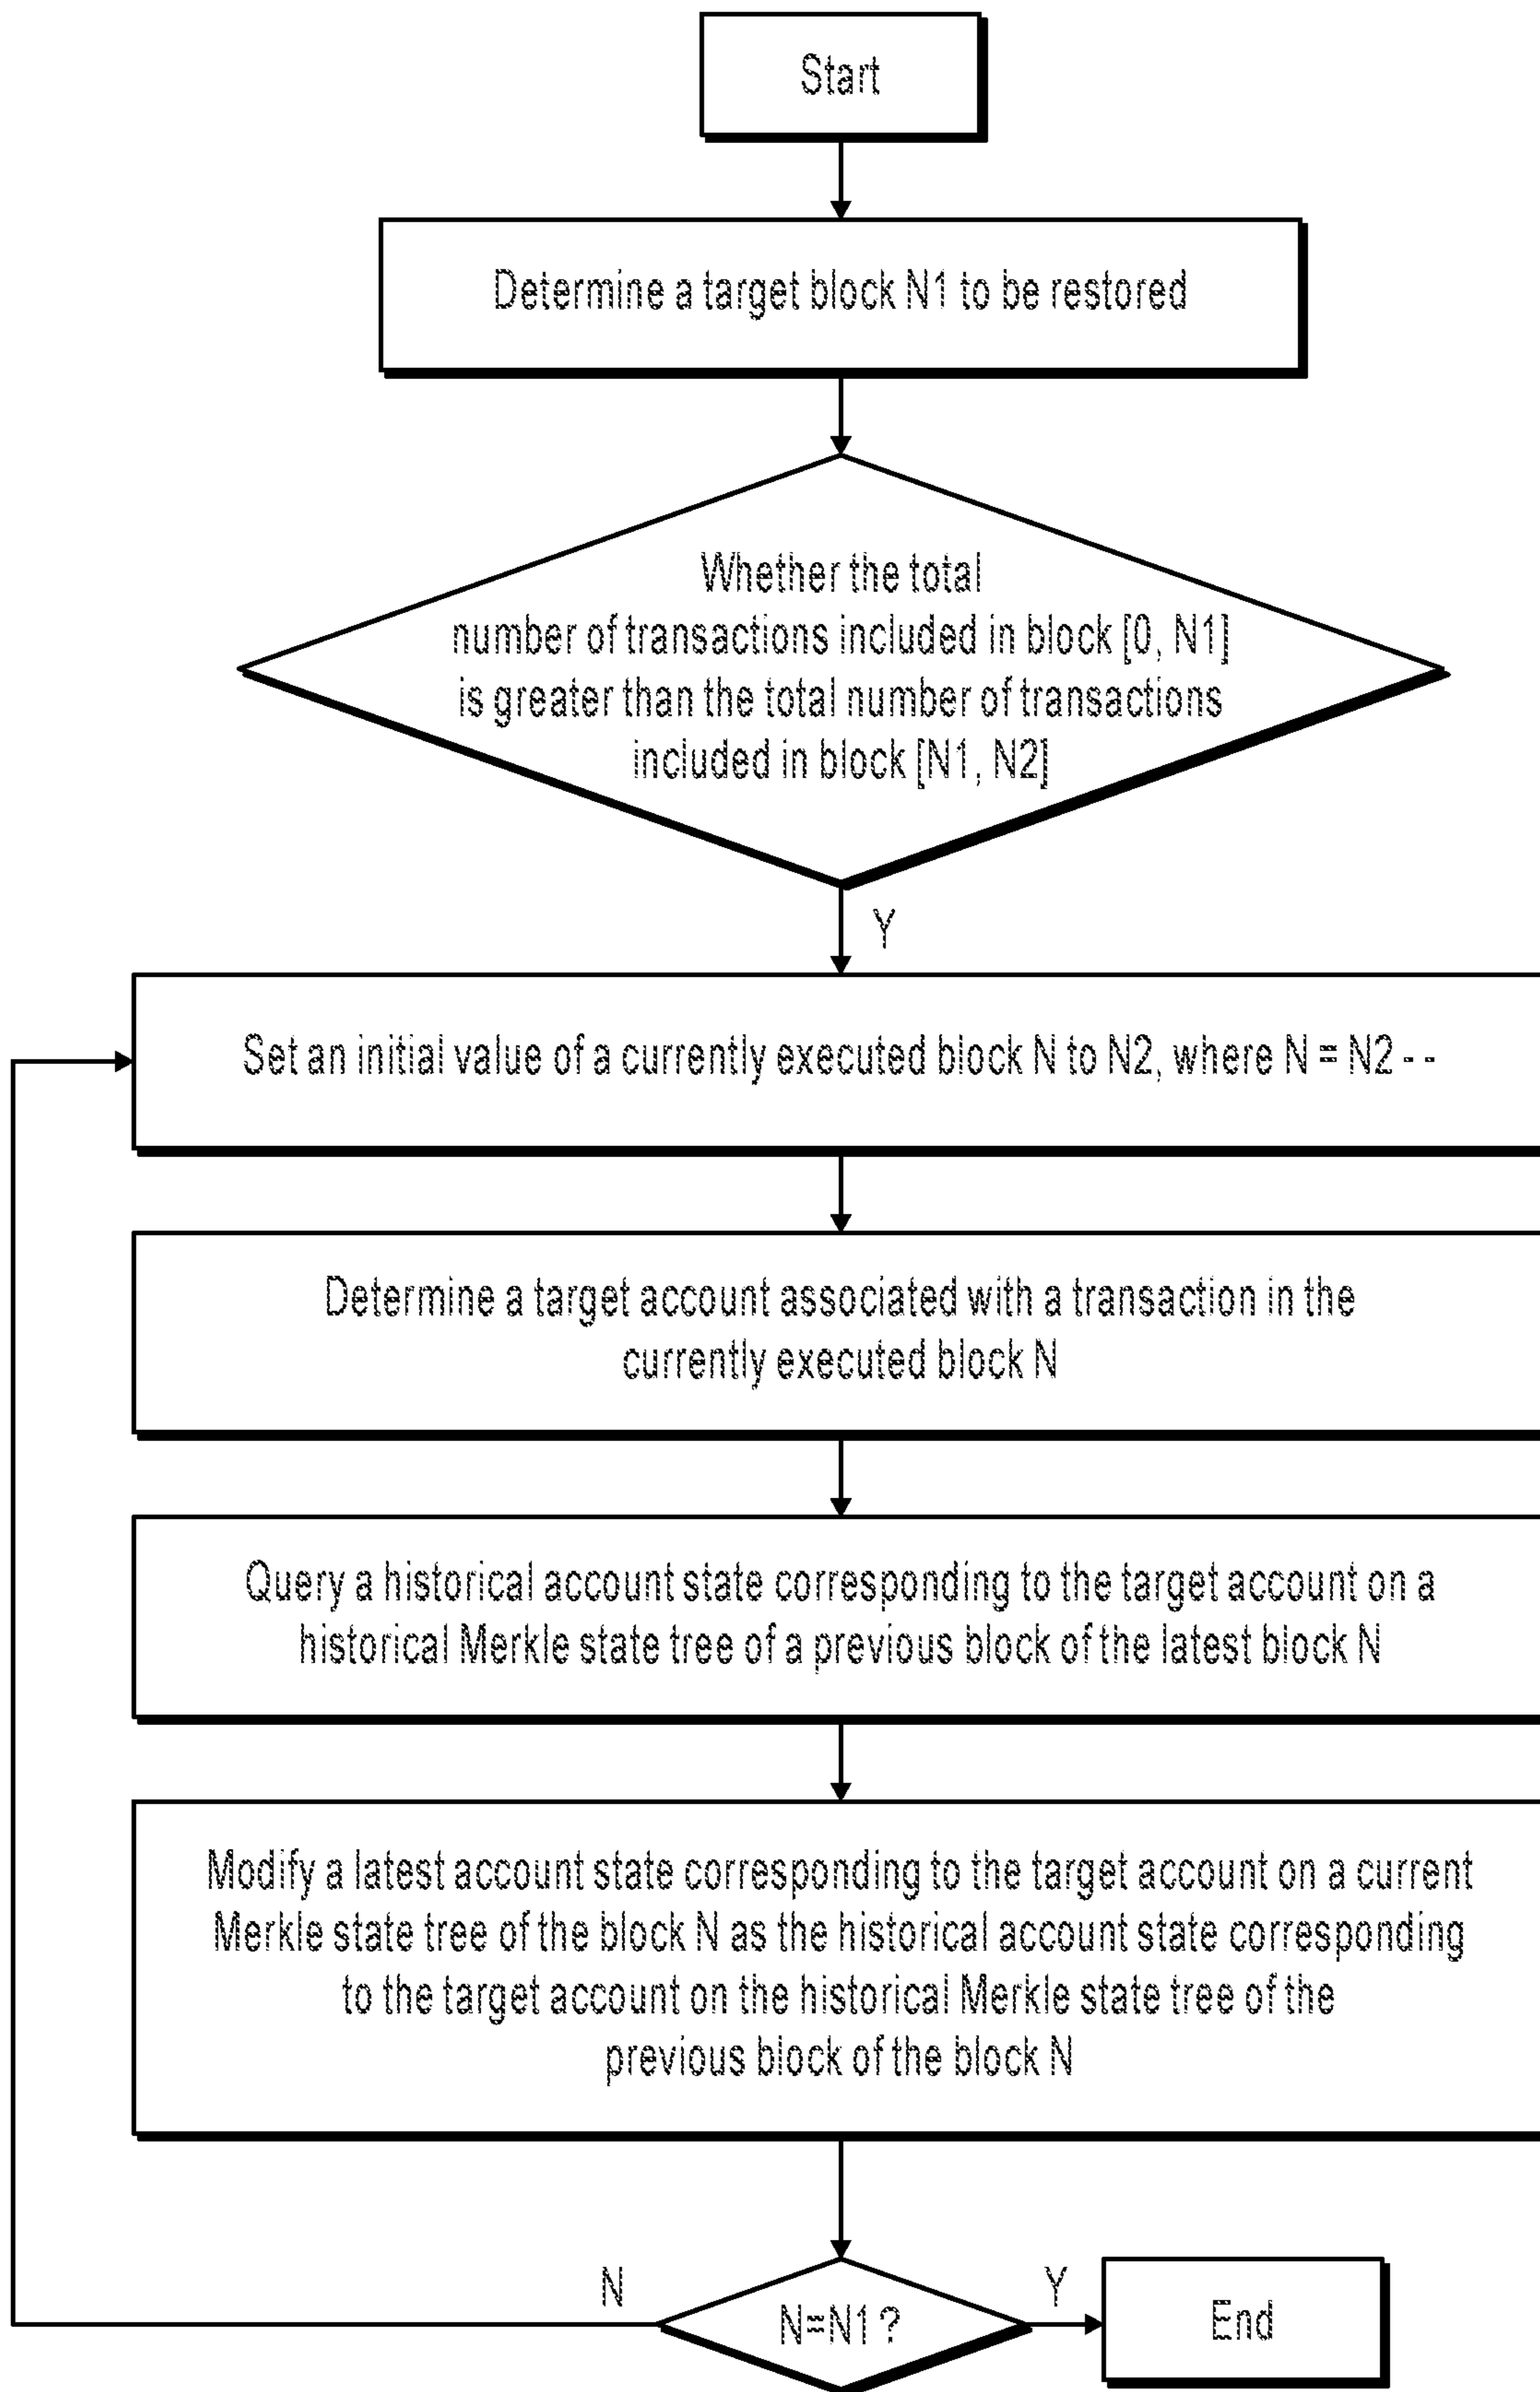 Start
Determine a target block N1 to be restored
Whether the total
number of transactions included in block [0, N1]
is greater than the total number of transactions
included in block [N1, N2]
Y
Set an initial value of a currently executed block N to N2, where N = N2 - -
Determine a target account associated with a transaction in the
currently executed block N
Query a historical account state corresponding to the target account on a
historical Merkle state tree of a previous block of the latest block N
Modify a latest account state corresponding to the target account on a current
Merkle state tree of the block N as the historical account state corresponding
to the target account on the historical Merkle state tree of the
previous block of the block N
N
N=N1 ?
Y
End